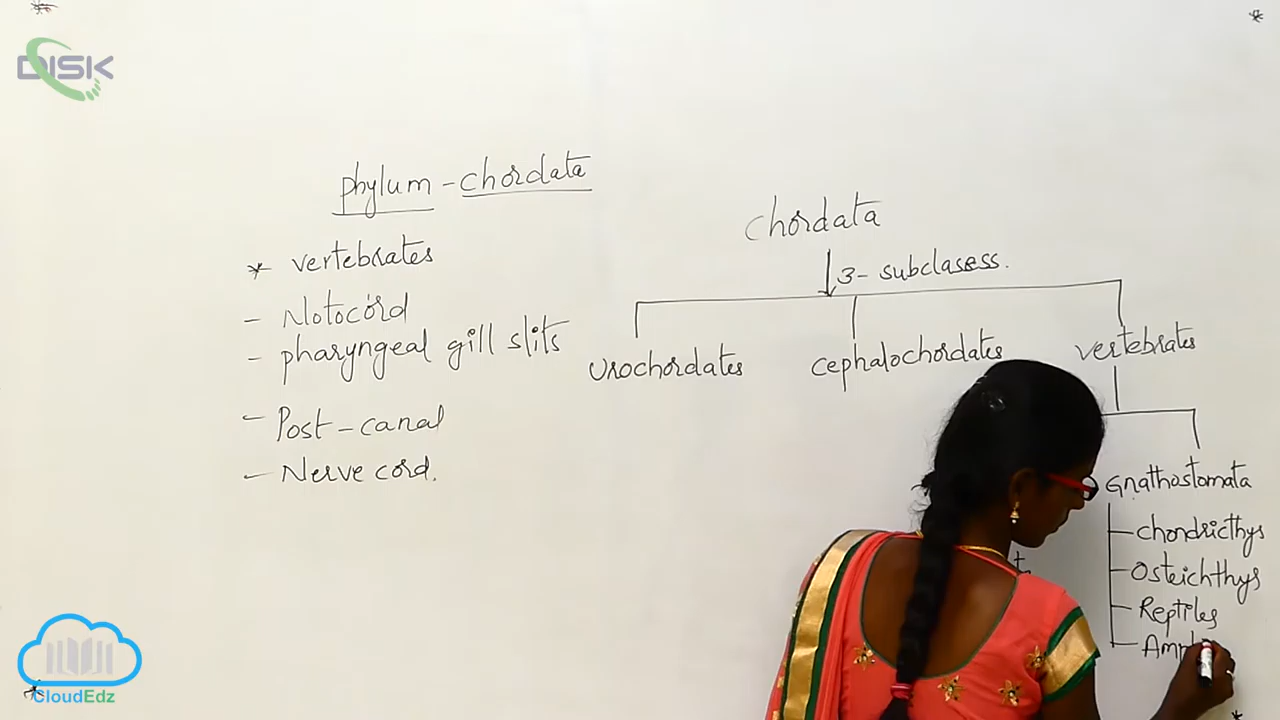 DISK
phylum - chordata
* vertebrates
- Notocord
- pharyngeal gill slits
- Post - canal
- Nerve cord.
chordata
3 - subclasess.
urochordates
cephalochordates
vertebrates
Gnathostomata
chondricthys
Osteichthys
Reptiles
CloudEdz